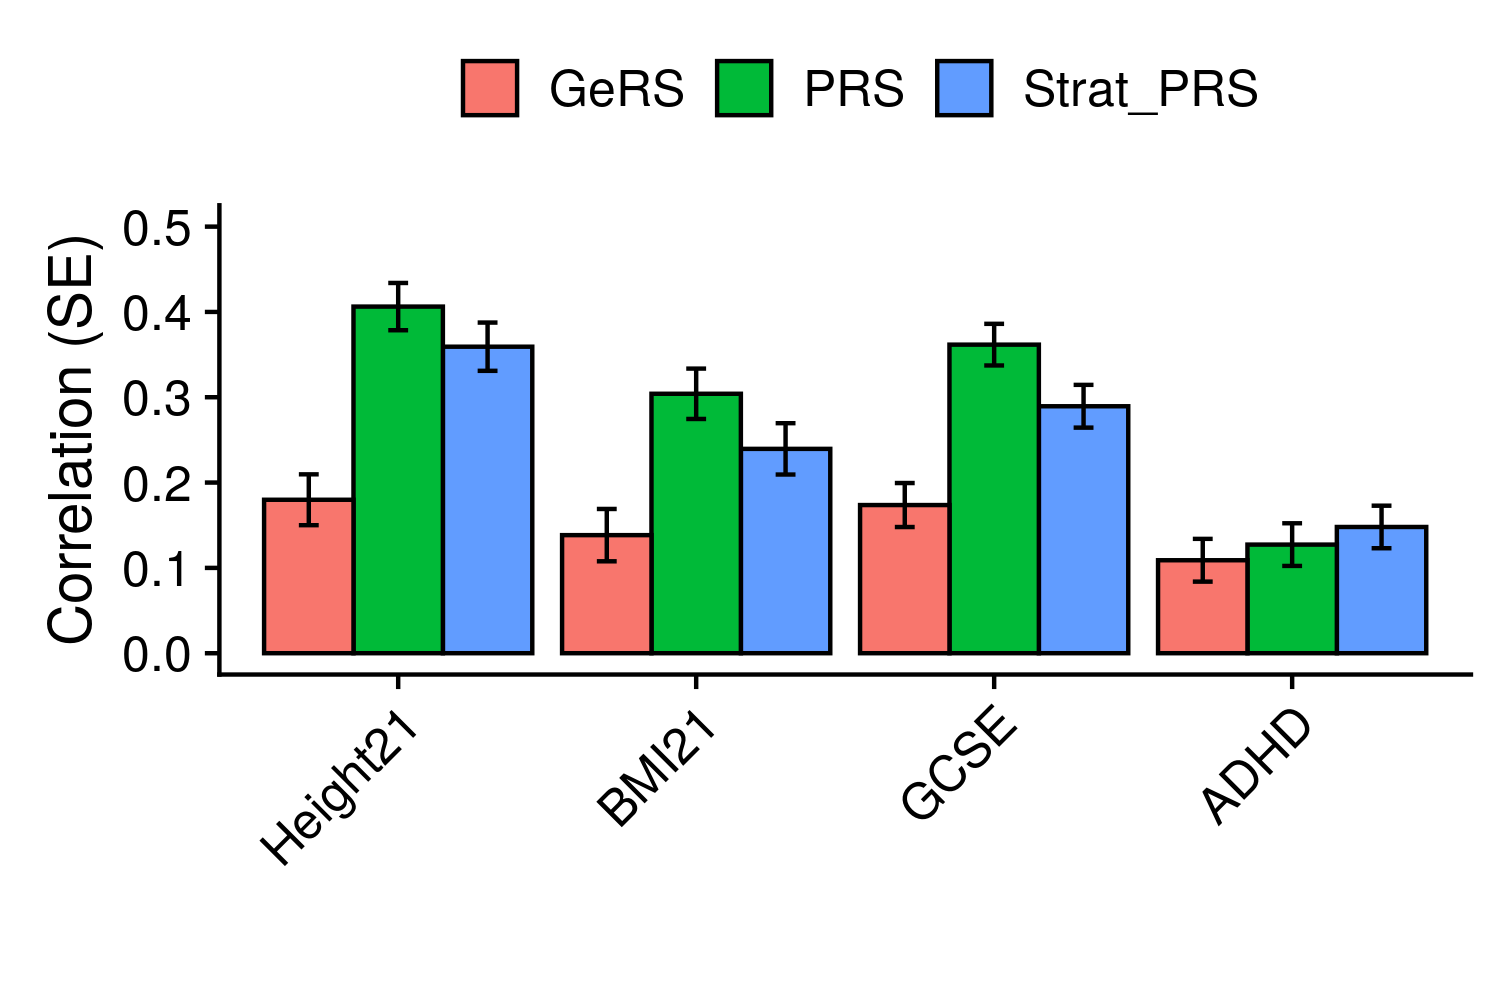 GeRS PRS Strat_PRS
Correlation (SE)
0.5
0.4
0.3
0.2
0.1
0.0
Height21
BMI21
GCSE
ADHD